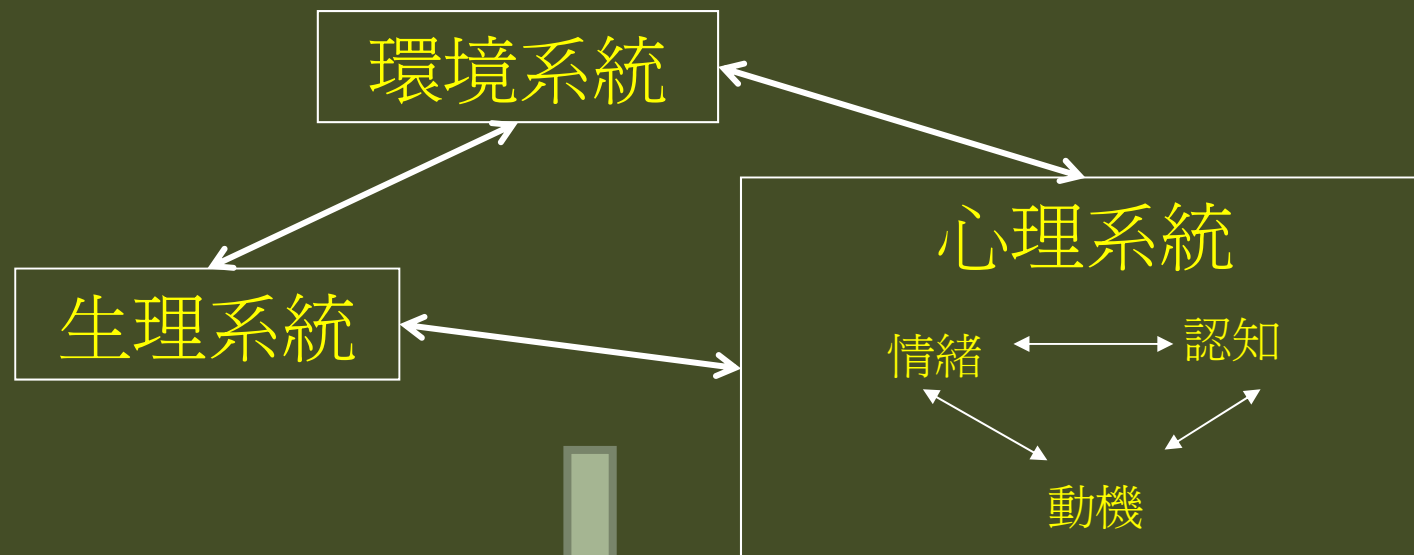 環境系統
心理系統
生理系統
情緒
認知
動機